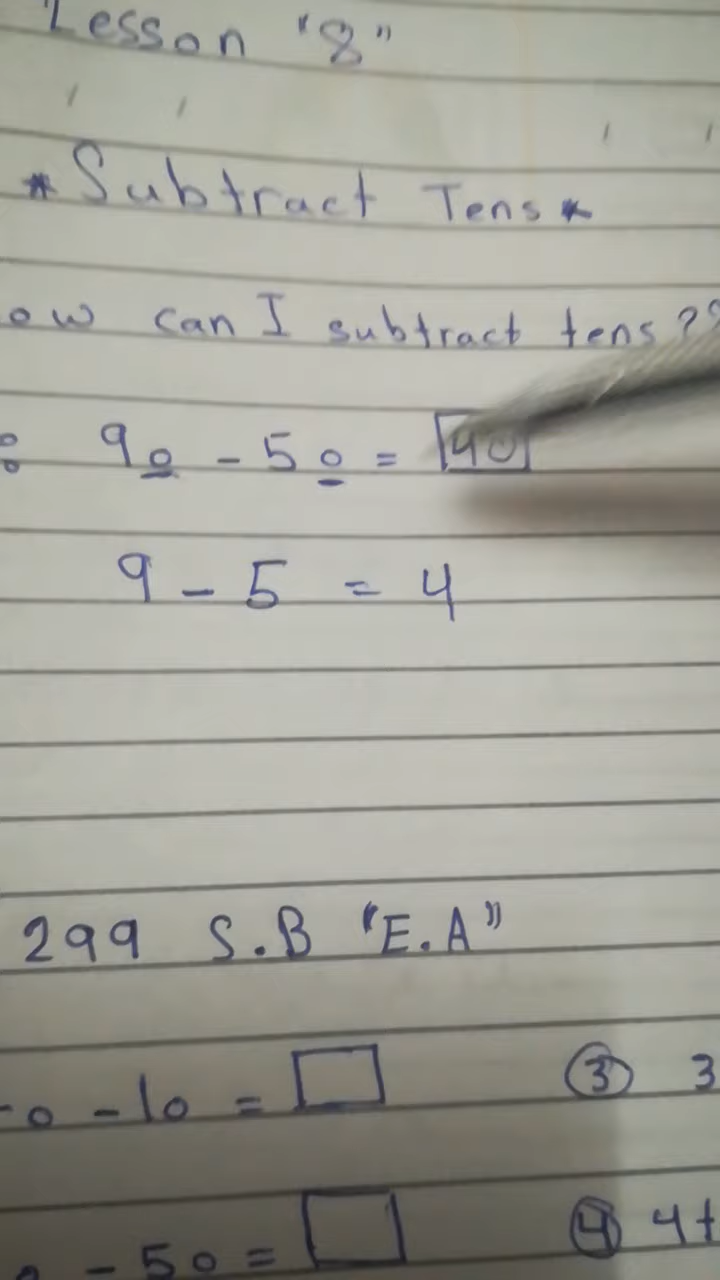 Lesson "8"
*Subtract Tens*
ow can I subtract tens??
: 90 - 50 = 40
9 - 5 = 4
299 S.B "E.A"
0 - 10 = ③ 3
- 50 = ④ 4+